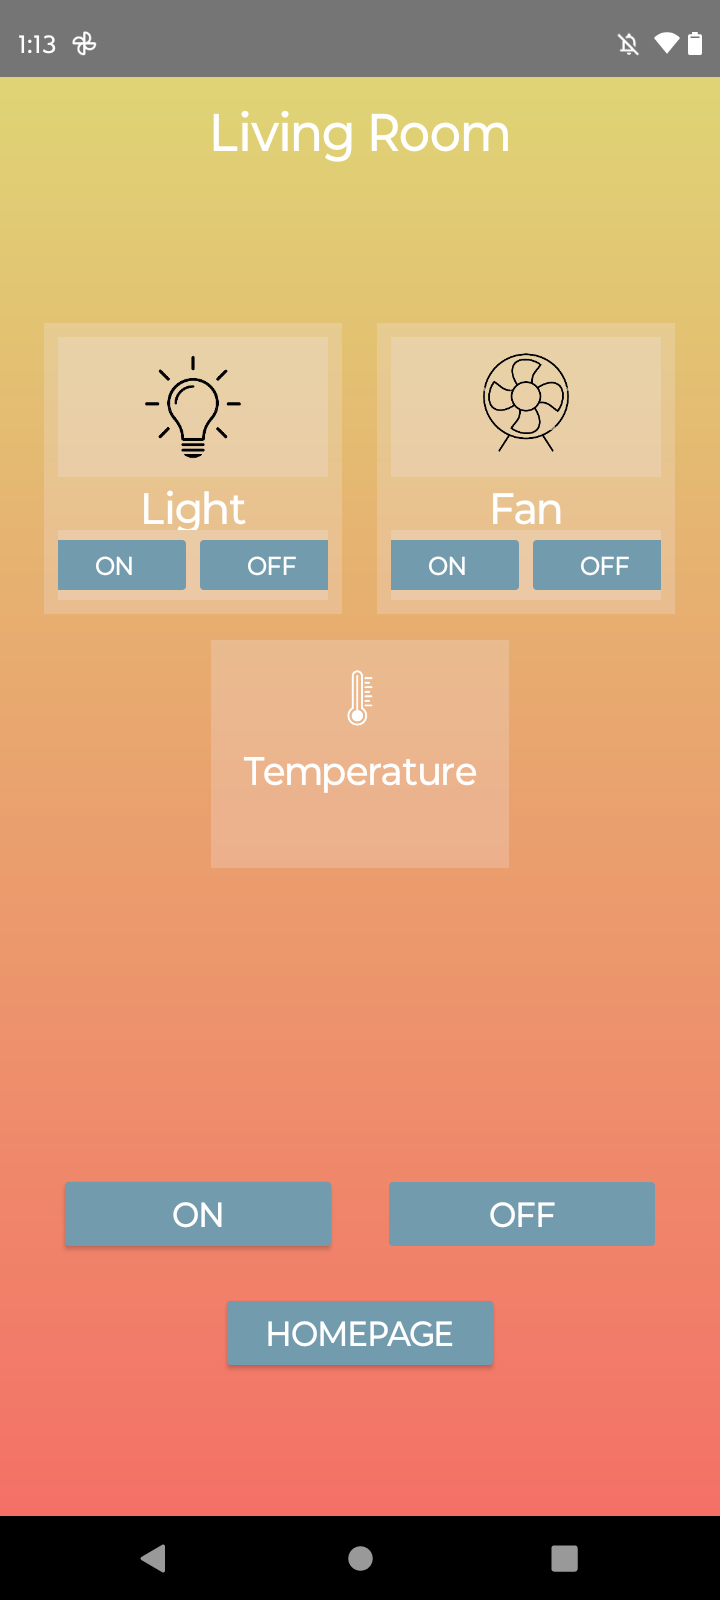 1:13
Living Room
Light
Fan
ON OFF
ON OFF
Temperature
ON
OFF
HOMEPAGE